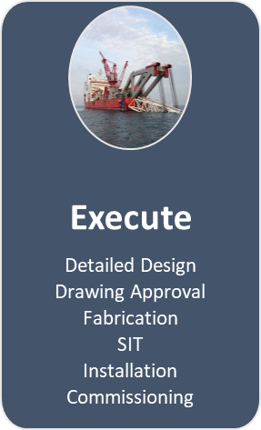 Execute
Detailed Design
Drawing Approval
Fabrication
SIT
Installation
Commissioning